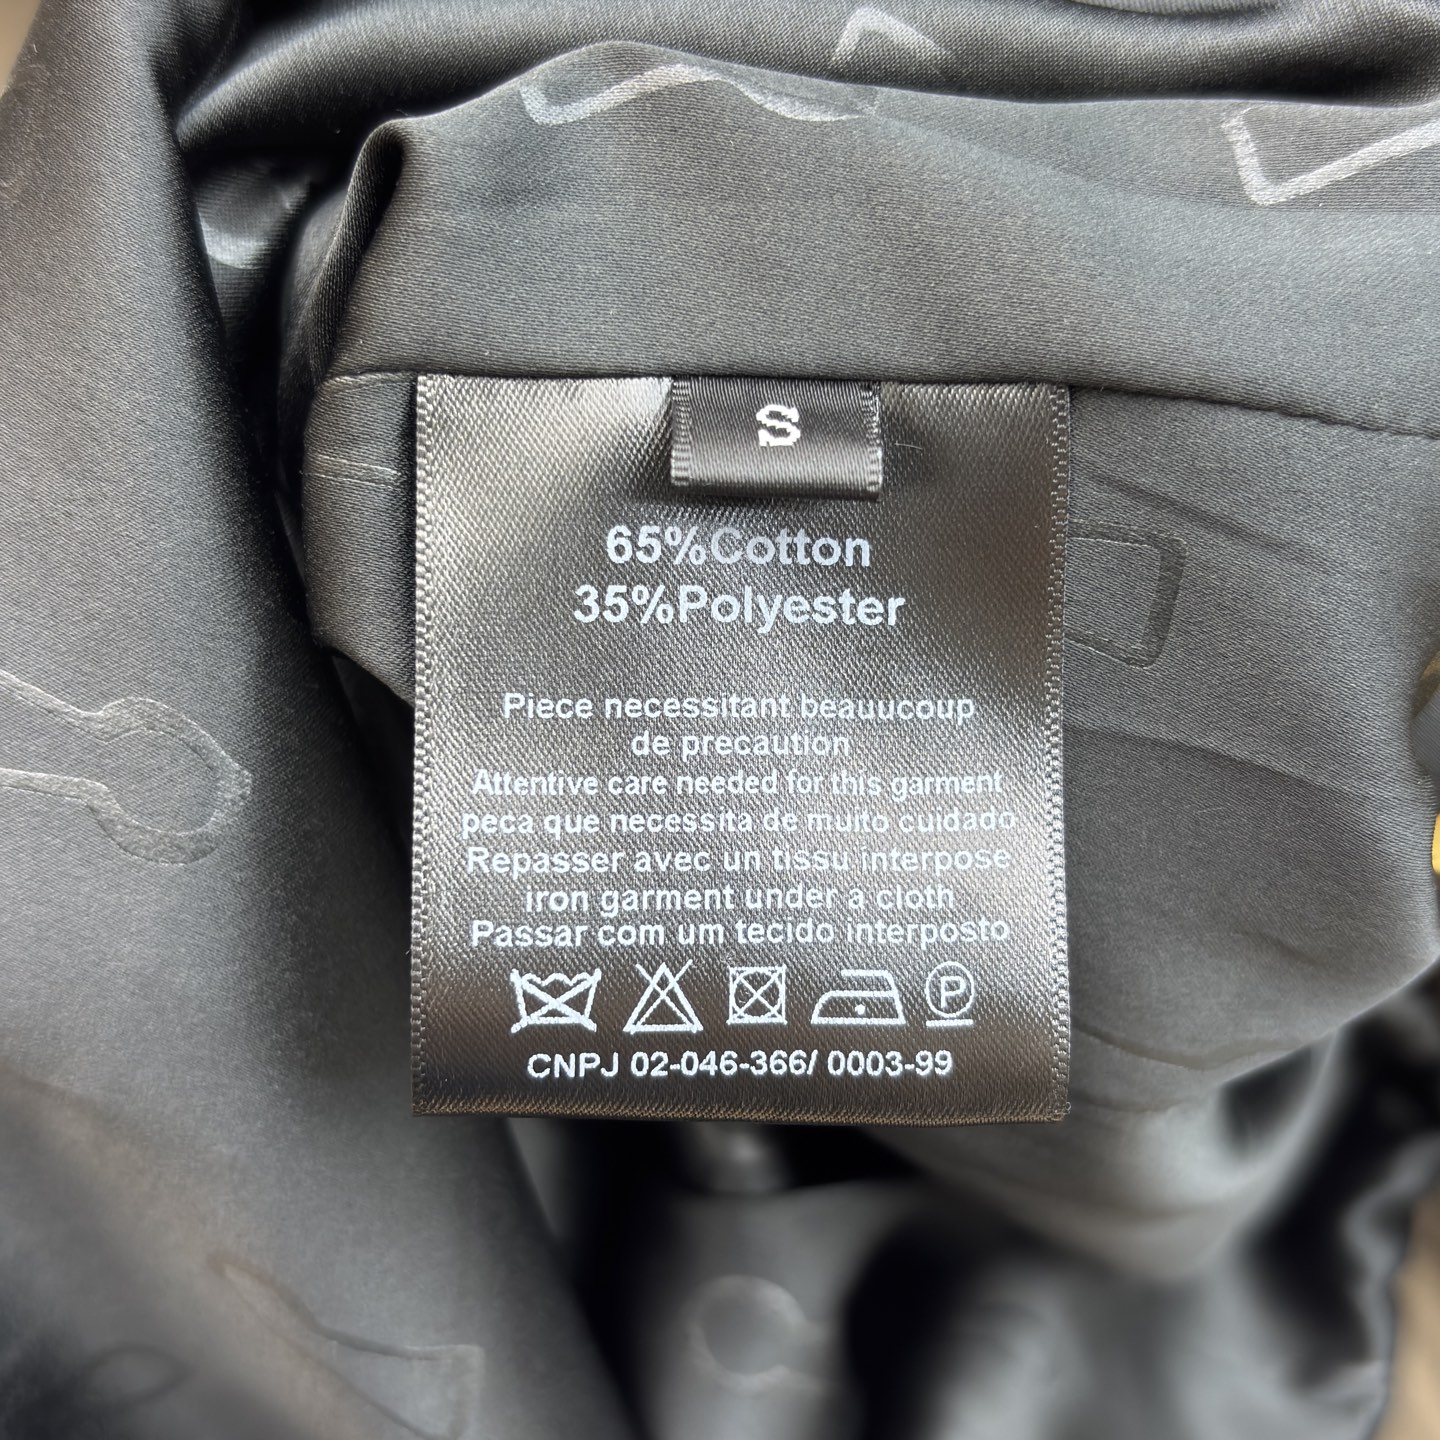 S
65%Cotton
35%Polyester
Piece necessitant beauucoup
de precaution
Attentive care needed for this garment
peca que necessita de muito cuidado
Repasser avec un tissu interpose
iron garment under a cloth
Passar com um tecido interposto
P
CNPJ 02-046-366/ 0003-99